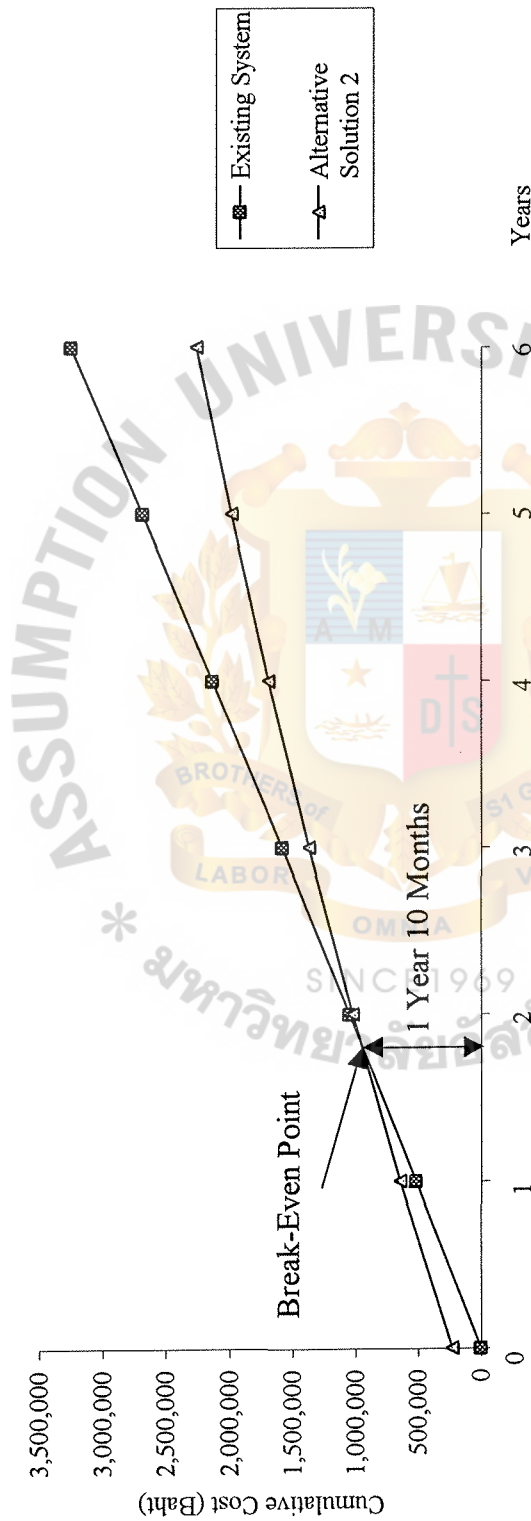 Cumulative Cost (Baht)
3,500,000
3,000,000
2,500,000
2,000,000
1,500,000
1,000,000
500,000
0
0
1
2
3
4
5
6
Years
Break-Even Point
1 Year 10 Months
Existing System
Alternative
Solution 2
ASSUMPTION UNIVERSI
A M
D S
BROTHERS of
S1 G
LABOR
OMNIA
V
SINCE 1969
*